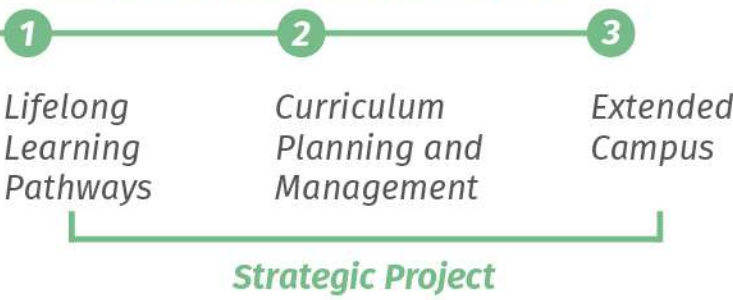 1
2
3
Lifelong
Learning
Pathways
Curriculum
Planning and
Management
Extended
Campus
Strategic Project